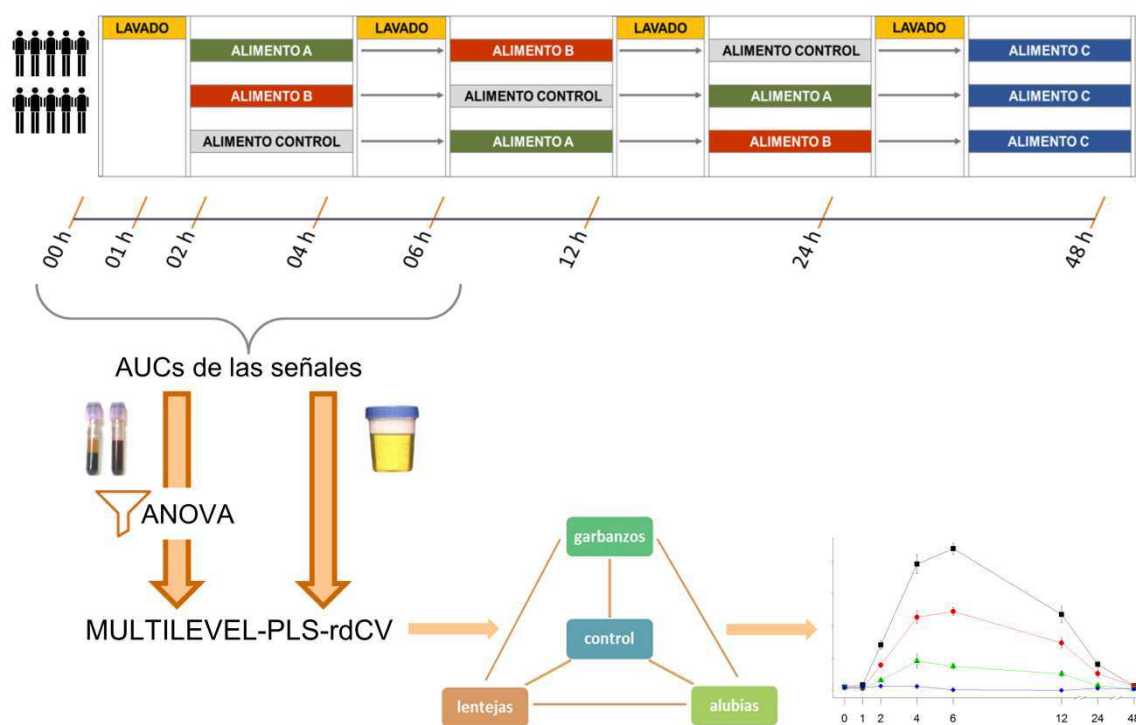 LAVADO LAVADO LAVADO LAVADO
ALIMENTO A ALIMENTO B ALIMENTO CONTROL ALIMENTO C
ALIMENTO B ALIMENTO CONTROL ALIMENTO A ALIMENTO C
ALIMENTO CONTROL ALIMENTO A ALIMENTO B ALIMENTO C
00 h 01 h 02 h 04 h 06 h 12 h 24 h 48 h
AUCs de las señales
ANOVA
MULTILEVEL-PLS-rdCV
garbanzos
control
lentejas alubias
0 1 2 4 6 12 24